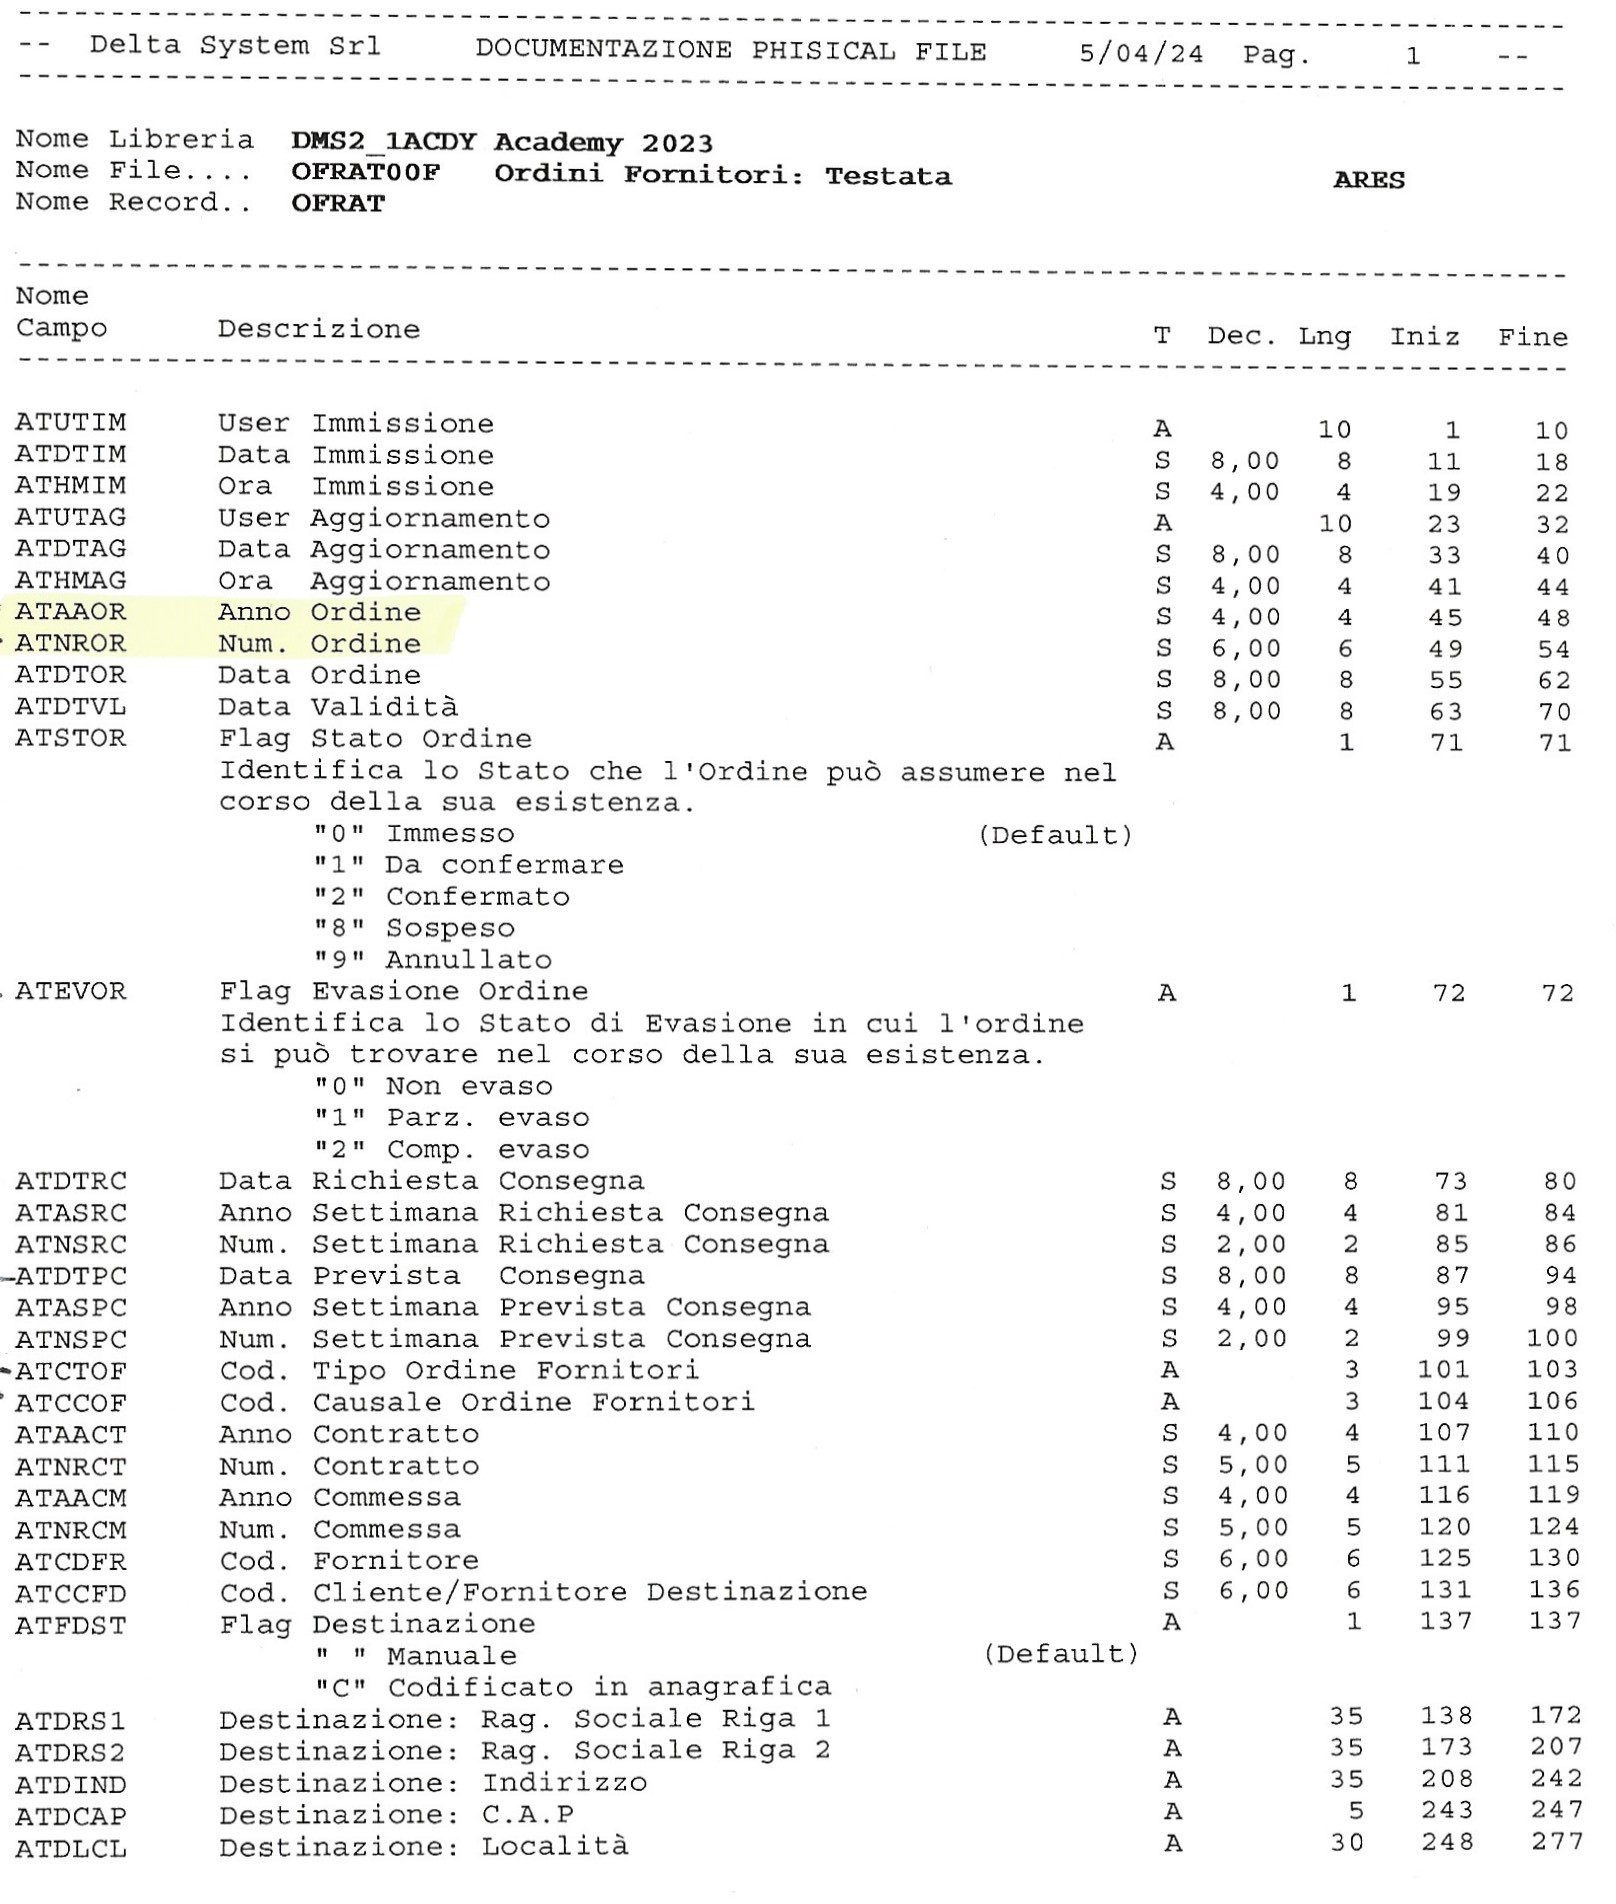 -- Delta System Srl DOCUMENTAZIONE PHISICAL FILE 5/04/24 Pag. 1 --
Nome Libreria DMS2_1ACDY Academy 2023
Nome File.... OFRAT00F Ordini Fornitori: Testata ARES
Nome Record.. OFRAT
Nome
Campo Descrizione T Dec. Lng Iniz Fine
ATUTIM User Immissione A 10 1 10
ATDTIM Data Immissione S 8,00 8 11 18
ATHMIM Ora Immissione S 4,00 4 19 22
ATUTAG User Aggiornamento A 10 23 32
ATDTAG Data Aggiornamento S 8,00 8 33 40
ATHMAG Ora Aggiornamento S 4,00 4 41 44
ATAAOR Anno Ordine S 4,00 4 45 48
ATNROR Num. Ordine S 6,00 6 49 54
ATDTOR Data Ordine S 8,00 8 55 62
ATDTVL Data Validità S 8,00 8 63 70
ATSTOR Flag Stato Ordine A 1 71 71
Identifica lo Stato che l'Ordine può assumere nel
corso della sua esistenza.
"0" Immesso (Default)
"1" Da confermare
"2" Confermato
"8" Sospeso
"9" Annullato
ATEVOR Flag Evasione Ordine A 1 72 72
Identifica lo Stato di Evasione in cui l'ordine
si può trovare nel corso della sua esistenza.
"0" Non evaso
"1" Parz. evaso
"2" Comp. evaso
ATDTRC Data Richiesta Consegna S 8,00 8 73 80
ATASRC Anno Settimana Richiesta Consegna S 4,00 4 81 84
ATNSRC Num. Settimana Richiesta Consegna S 2,00 2 85 86
ATDTPC Data Prevista Consegna S 8,00 8 87 94
ATASPC Anno Settimana Prevista Consegna S 4,00 4 95 98
ATNSPC Num. Settimana Prevista Consegna S 2,00 2 99 100
ATCTOF Cod. Tipo Ordine Fornitori A 3 101 103
ATCCOF Cod. Causale Ordine Fornitori A 3 104 106
ATAACT Anno Contratto S 4,00 4 107 110
ATNRCT Num. Contratto S 5,00 5 111 115
ATAACM Anno Commessa S 4,00 4 116 119
ATNRCM Num. Commessa S 5,00 5 120 124
ATCDFR Cod. Fornitore S 6,00 6 125 130
ATCCFD Cod. Cliente/Fornitore Destinazione S 6,00 6 131 136
ATFDST Flag Destinazione A 1 137 137
" " Manuale (Default)
"C" Codificato in anagrafica
ATDRS1 Destinazione: Rag. Sociale Riga 1 A 35 138 172
ATDRS2 Destinazione: Rag. Sociale Riga 2 A 35 173 207
ATDIND Destinazione: Indirizzo A 35 208 242
ATDCAP Destinazione: C.A.P A 5 243 247
ATDLCL Destinazione: Località A 30 248 277